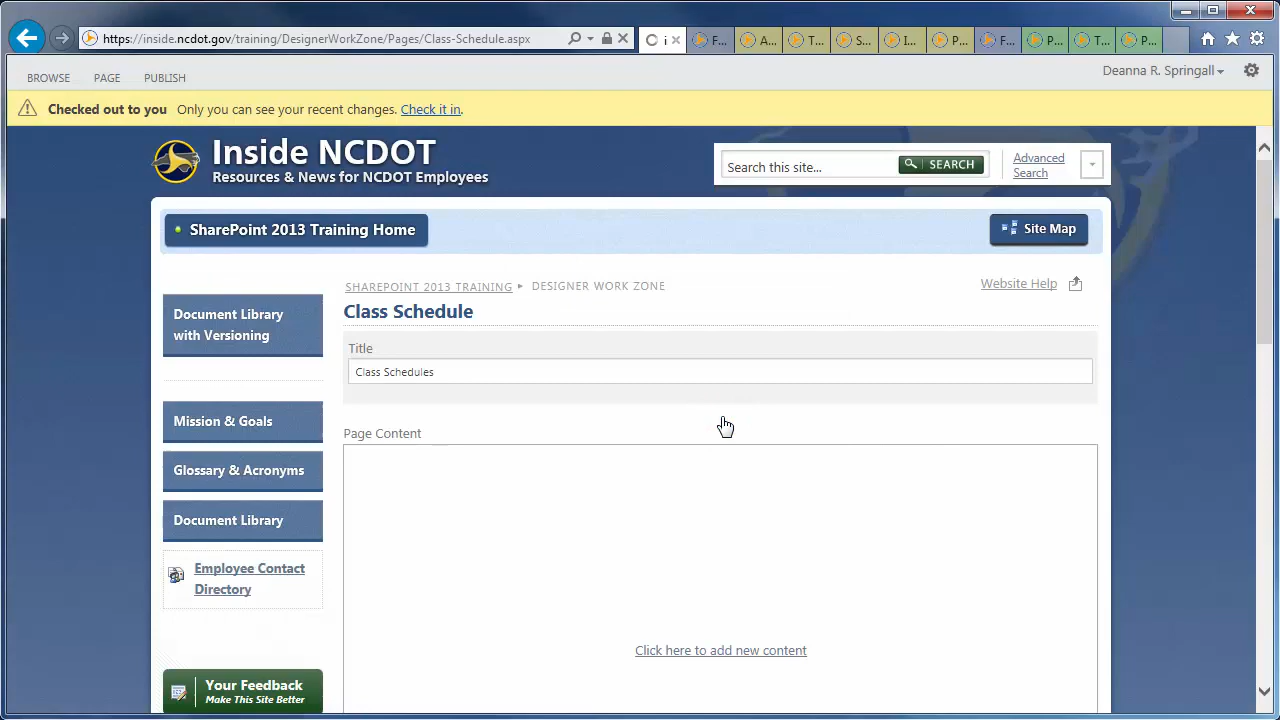 https://inside.ncdot.gov/training/DesignerWorkZone/Pages/Class-Schedule.aspx
i
F...
A...
T...
S...
I...
P...
F...
P...
T...
P...
BROWSE PAGE PUBLISH
Deanna R. Springall
Checked out to you Only you can see your recent changes. Check it in.
Inside NCDOT
Resources & News for NCDOT Employees
Search this site...
SEARCH
Advanced
Search
SharePoint 2013 Training Home
Site Map
SHAREPOINT 2013 TRAINING ▸ DESIGNER WORK ZONE
Website Help
Class Schedule
Title
Class Schedules
Page Content
Click here to add new content
Document Library
with Versioning
Mission & Goals
Glossary & Acronyms
Document Library
Employee Contact
Directory
Your Feedback
Make This Site Better